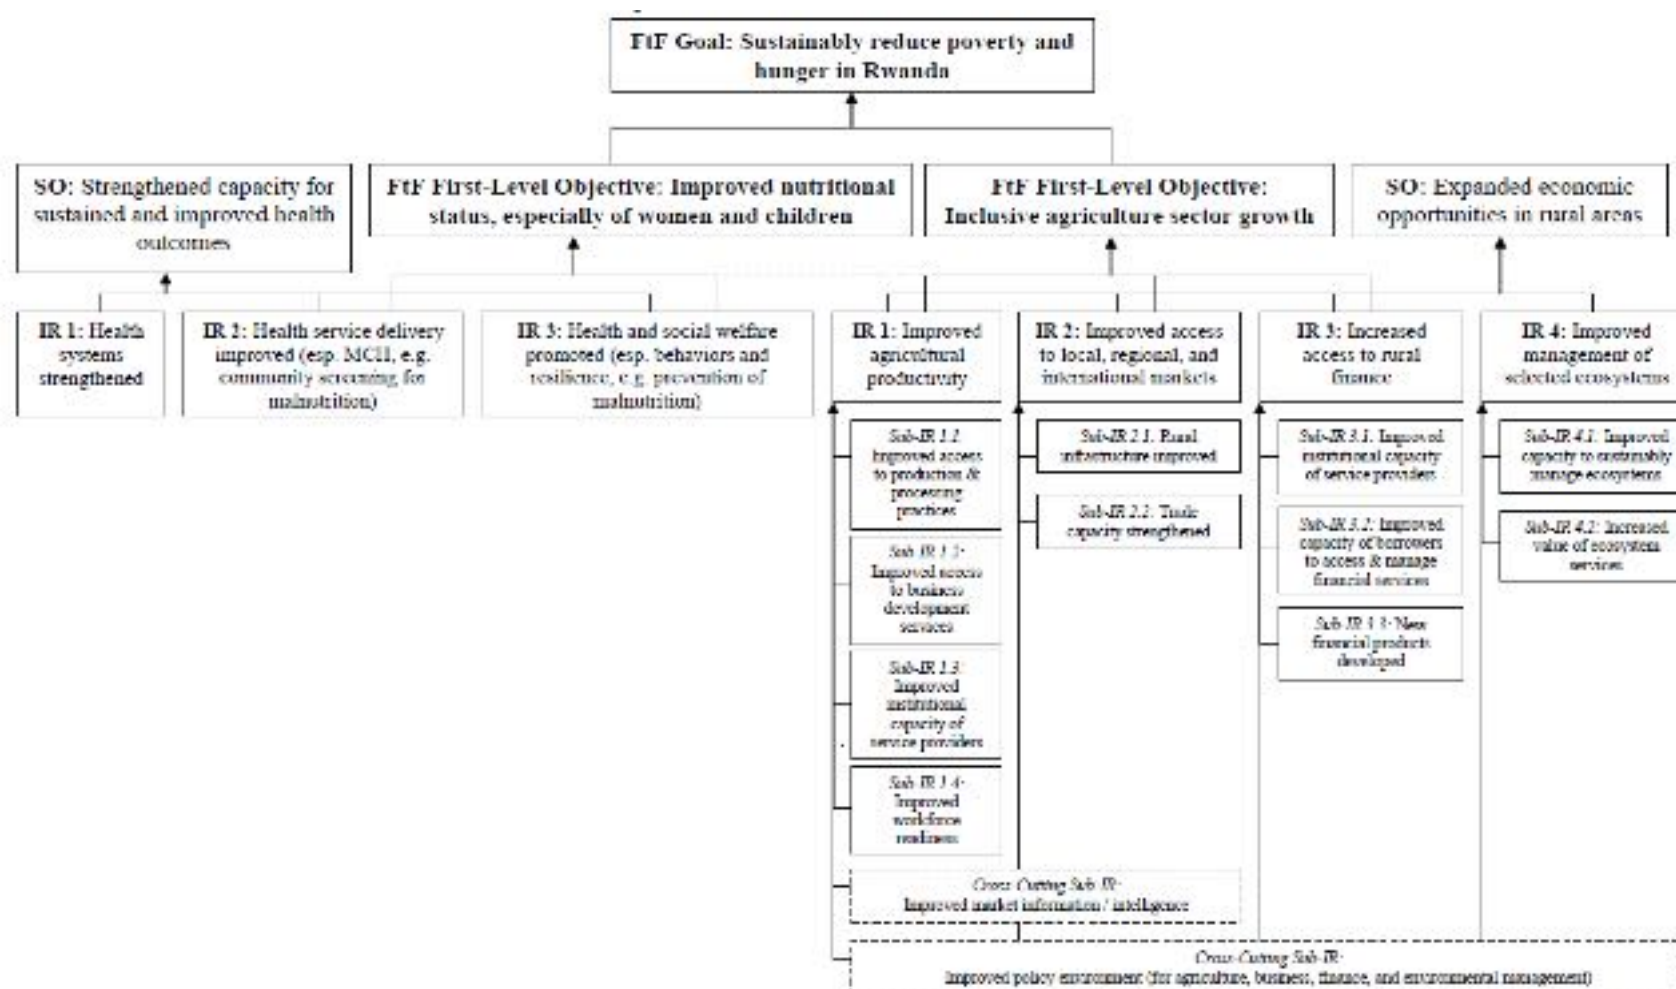 FtF Goal: Sustainably reduce poverty and
hunger in Rwanda
SO: Strengthened capacity for
sustained and improved health
outcomes
FtF First-Level Objective: Improved nutritional
status, especially of women and children
FtF First-Level Objective:
Inclusive agriculture sector growth
SO: Expanded economic
opportunities in rural areas
IR 1: Health
systems
strengthened
IR 2: Health service delivery
improved (esp. MCH, e.g.
community screening for
malnutrition)
IR 3: Health and social welfare
promoted (esp. behaviors and
resilience, e.g. prevention of
malnutrition)
IR 1: Improved
agricultural
productivity
IR 2: Improved access
to local, regional, and
international markets
IR 3: Increased
access to rural
finance
IR 4: Improved
management of
selected ecosystems
Sub-IR 1.1:
Improved access
to production &
processing
practices
Sub-IR 1.2:
Improved access
to business
development
services
Sub-IR 1.3:
Improved
institutional
capacity of
service providers
Sub-IR 1.4:
Improved
workforce
readiness
Sub-IR 2.1: Rural
infrastructure improved
Sub-IR 2.2: Trade
capacity strengthened
Sub-IR 3.1: Improved
institutional capacity
of service providers
Sub-IR 3.2: Improved
capacity of borrowers
to access & manage
financial services
Sub-IR 3.3: New
financial products
developed
Sub-IR 4.1: Improved
capacity to sustainably
manage ecosystems
Sub-IR 4.2: Increased
value of ecosystem
services
Cross-Cutting Sub-IR:
Improved market information / intelligence
Cross-Cutting Sub-IR:
Improved policy environment (for agriculture, business, finance, and environmental management)